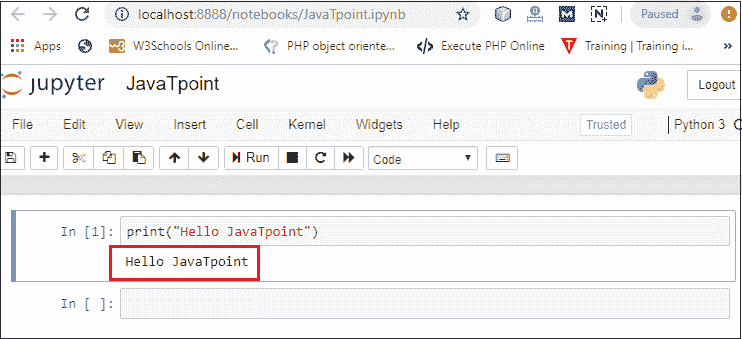 localhost:8888/notebooks/JavaTpoint.ipynb
Paused
Apps W3Schools Online... PHP object oriente... Execute PHP Online Training | Training i... »
jupyter JavaTpoint Logout
File Edit View Insert Cell Kernel Widgets Help Trusted Python 3
Run Code
In [1]: print("Hello JavaTpoint")
Hello JavaTpoint
In [ ]: